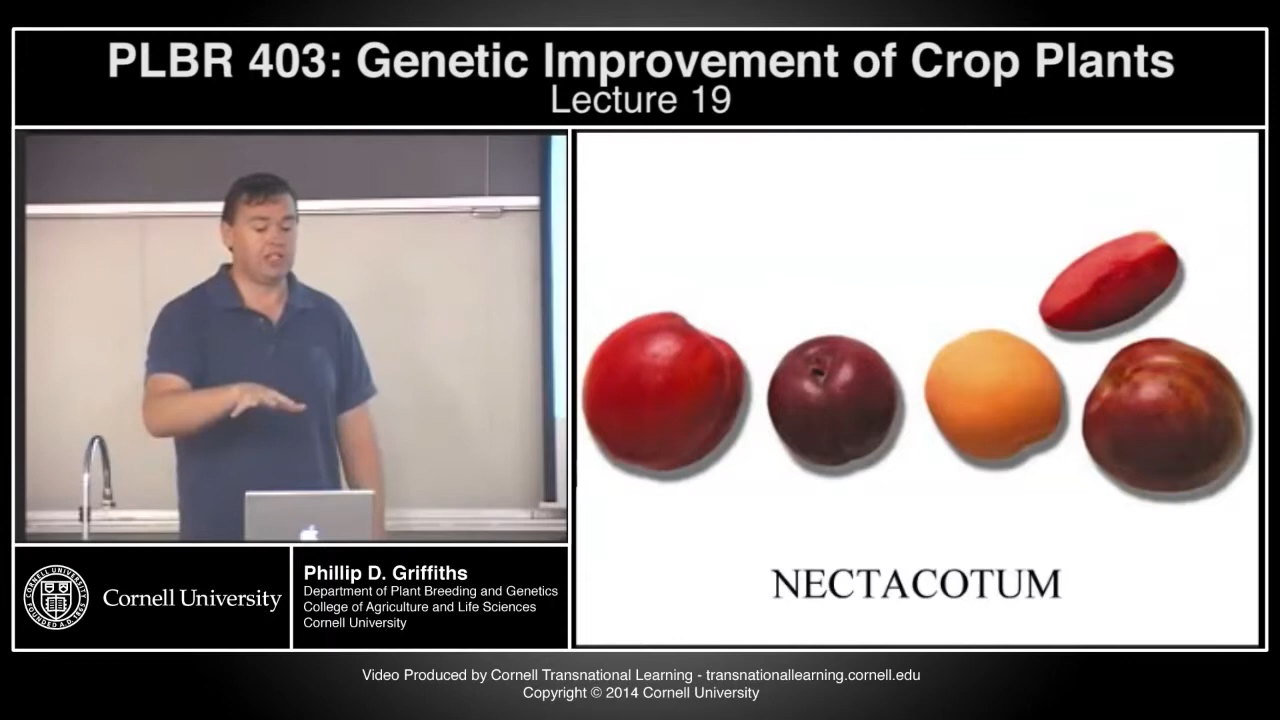 PLBR 403: Genetic Improvement of Crop Plants
Lecture 19
NECTACOTUM
Cornell University
Phillip D. Griffiths
Department of Plant Breeding and Genetics
College of Agriculture and Life Sciences
Cornell University
Video Produced by Cornell Transnational Learning - transnationallearning.cornell.edu
Copyright © 2014 Cornell University